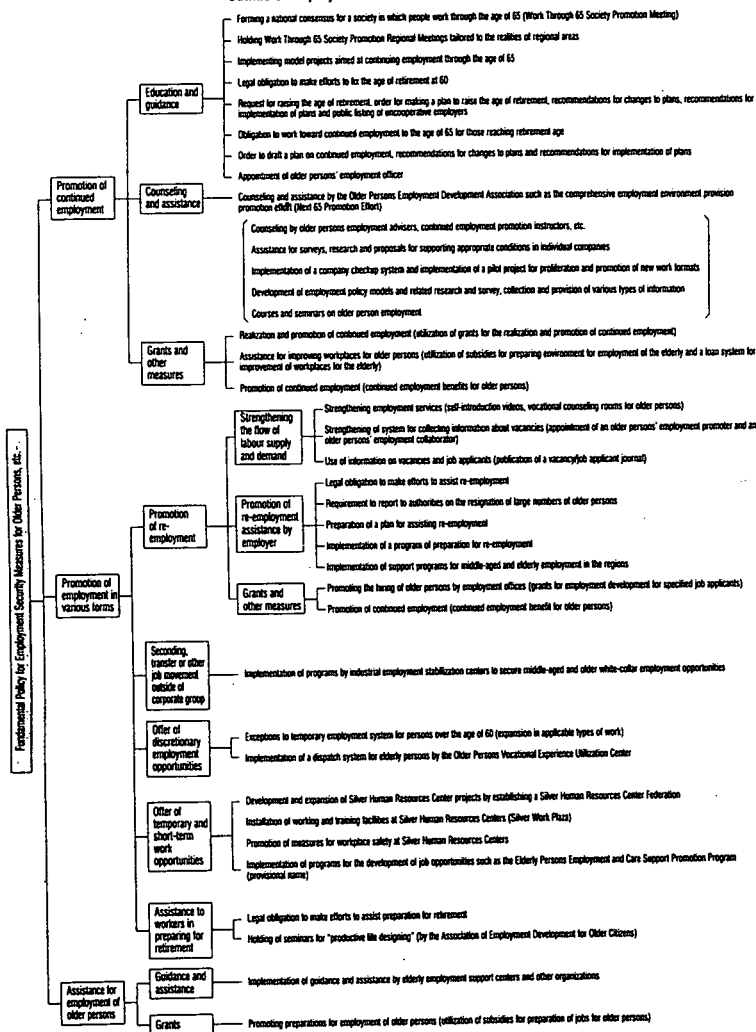 Forming a national consensus for a society in which people work through the age of 65 (Work Through 65 Society Promotion Meeting)
Holding Work Through 65 Society Promotion Regional Meetings tailored to the realities of regional areas
Implementing model projects aimed at continuing employment through the age of 65
Education and
guidance
Legal obligation to make efforts to fix the age of retirement at 60
Request for raising the age of retirement, order for making a plan to raise the age of retirement, recommendations for changes to plans, recommendations for
implementation of plans and public listing of uncooperative employers
Obligation to work toward continued employment to the age of 65 for those reaching retirement age
Order to draft a plan on continued employment, recommendations for changes to plans and recommendations for implementation of plans
Appointment of older persons' employment officer
Promotion of
continued
employment
Counseling
and assistance
Counseling and assistance by the Older Persons Employment Development Association such as the comprehensive employment environment provision
promotion effort (Next 65 Promotion Effort)
Counseling by older persons employment advisers, continued employment promotion instructors, etc.
Assistance for surveys, research and proposals for supporting appropriate conditions in individual companies
Implementation of a company checkup system and implementation of a pilot project for proliferation and promotion of new work formats
Development of employment policy models and related research and survey, collection and provision of various types of information
Courses and seminars on older person employment
Grants and
other
measures
Realization and promotion of continued employment (utilization of grants for the realization and promotion of continued employment)
Assistance for improving workplaces for older persons (utilization of subsidies for preparing environment for employment of the elderly and a loan system for
improvement of workplaces for the elderly)
Promotion of continued employment (continued employment benefits for older persons)
Fundamental Policy for Employment Security Measures for Older Persons, etc.
Promotion of
employment in
various forms
Promotion
of re-
employment
Strengthening
the flow of
labour supply
and demand
Strengthening employment services (self-introduction videos, vocational counseling rooms for older persons)
Strengthening of system for collecting information about vacancies (appointment of an older persons' employment promoter and an
older persons' employment collaborator)
Use of information on vacancies and job applicants (publication of a vacancy/job applicant journal)
Promotion of
re-employment
assistance by
employer
Legal obligation to make efforts to assist re-employment
Requirement to report to authorities on the resignation of large numbers of older persons
Preparation of a plan for assisting re-employment
Implementation of a program of preparation for re-employment
Implementation of support programs for middle-aged and elderly employment in the regions
Grants and
other measures
Promoting the hiring of older persons by employment offices (grants for employment development for specified job applicants)
Promotion of continued employment (continued employment benefit for older persons)
Seconding,
transfer or other
job movement
outside of
corporate group
Implementation of programs by industrial employment stabilization centers to secure middle-aged and older white-collar employment opportunities
Offer of
discretionary
employment
opportunities
Exceptions to temporary employment system for persons over the age of 60 (expansion in applicable types of work)
Implementation of a dispatch system for elderly persons by the Older Persons Vocational Experience Utilization Center
Offer of
temporary and
short-term
work
opportunities
Development and expansion of Silver Human Resources Center projects by establishing a Silver Human Resources Center Federation
Installation of working and training facilities at Silver Human Resources Centers (Silver Work Plaza)
Promotion of measures for workplace safety at Silver Human Resources Centers
Implementation of programs for the development of job opportunities such as the Elderly Persons Employment and Care Support Promotion Program
(provisional name)
Assistance to
workers in
preparing for
retirement
Legal obligation to make efforts to assist preparation for retirement
Holding of seminars for "productive life designing" (by the Association of Employment Development for Older Citizens)
Assistance for
employment of
older persons
Guidance and
assistance
Implementation of guidance and assistance by elderly employment support centers and other organizations
Grants
Promoting preparations for employment of older persons (utilization of subsidies for preparation of jobs for older persons)